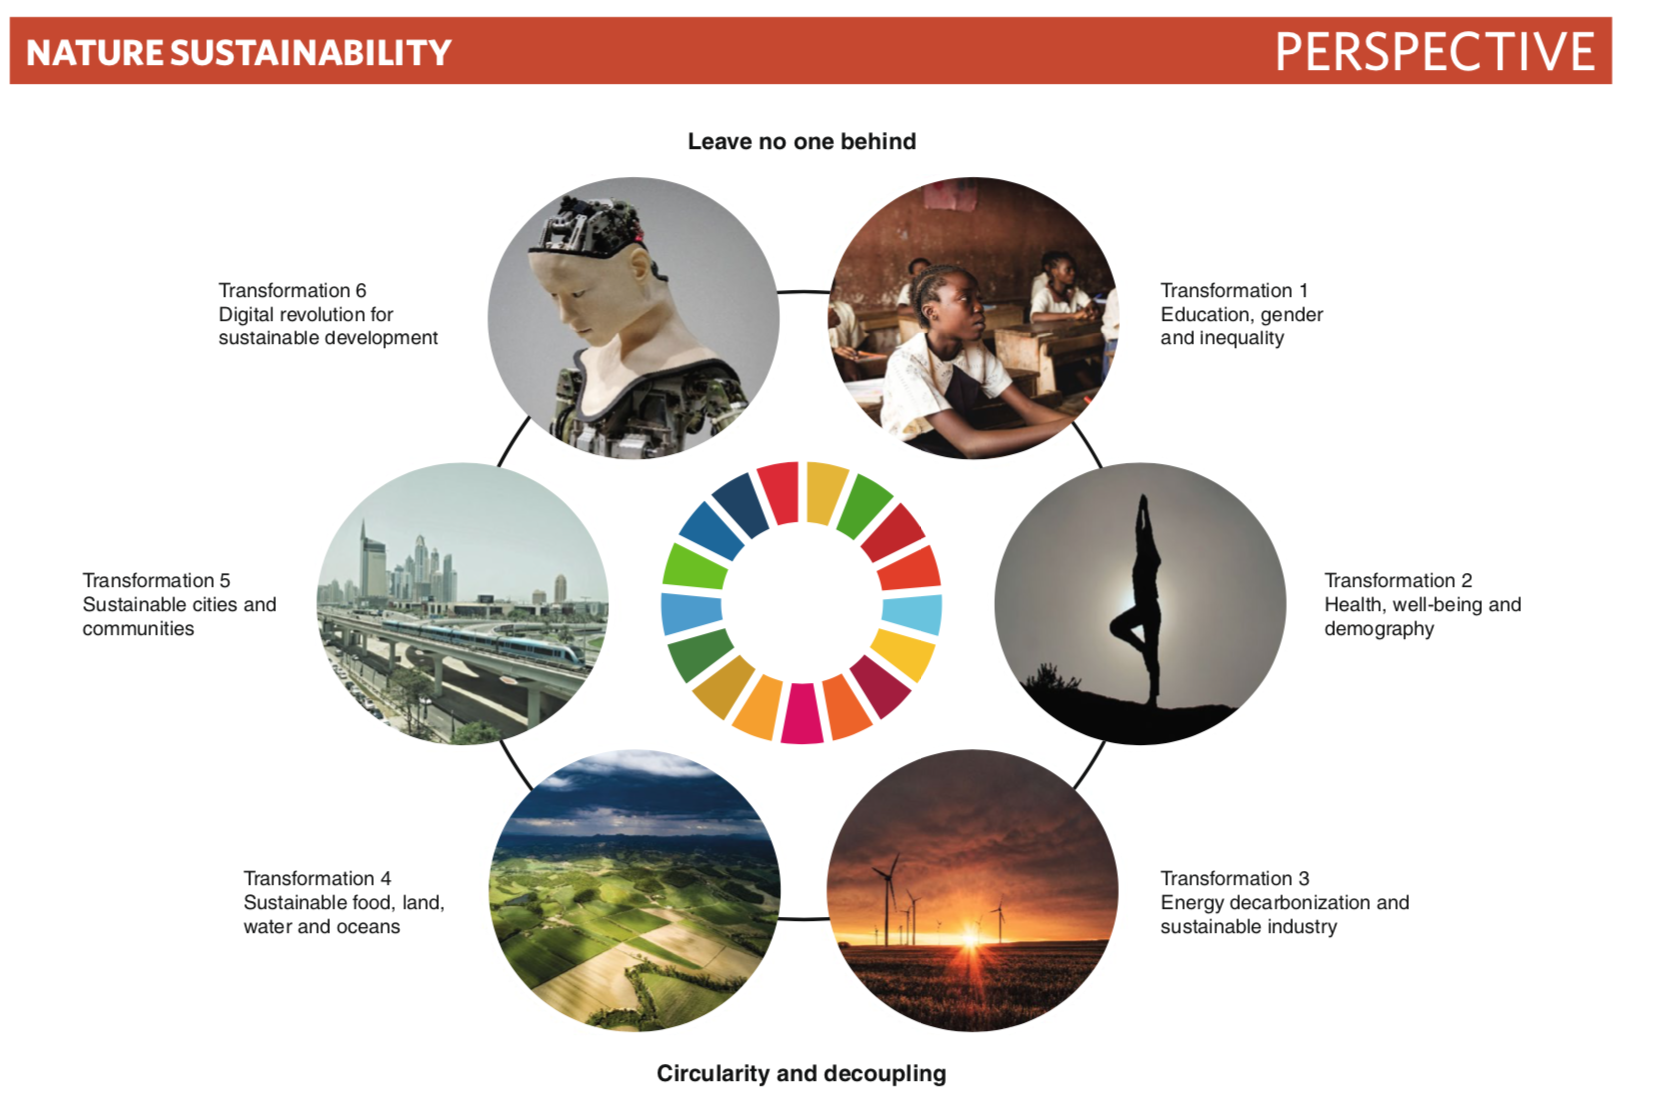 NATURE SUSTAINABILITY
PERSPECTIVE
Leave no one behind
Transformation 6
Digital revolution for
sustainable development
Transformation 1
Education, gender
and inequality
Transformation 5
Sustainable cities and
communities
Transformation 2
Health, well-being and
demography
Transformation 4
Sustainable food, land,
water and oceans
Transformation 3
Energy decarbonization and
sustainable industry
Circularity and decoupling